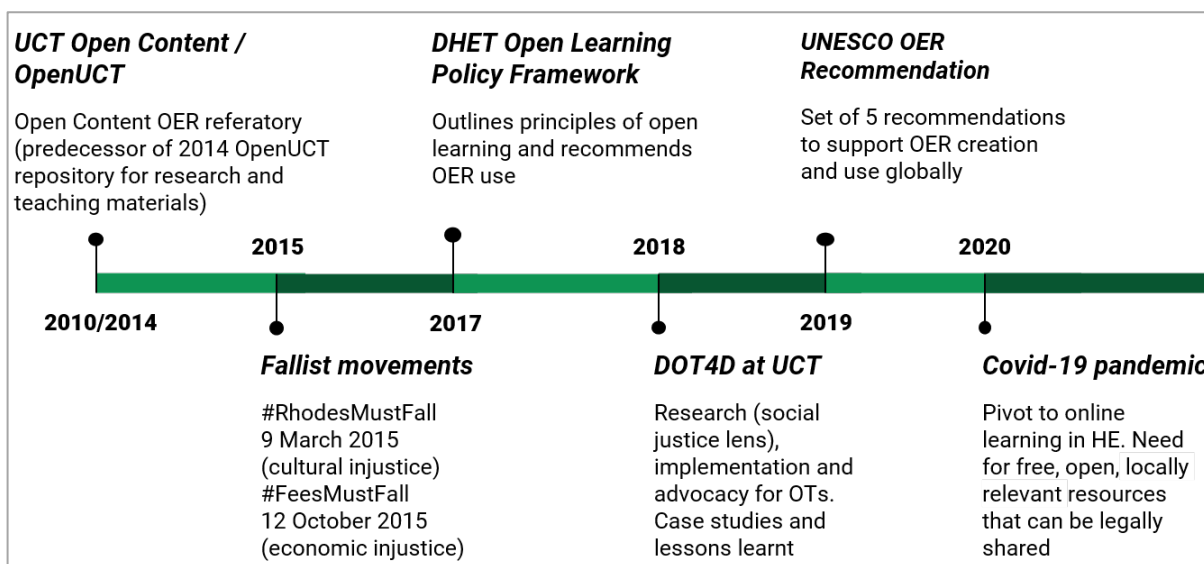 UCT Open Content /
OpenUCT
Open Content OER referatory
(predecessor of 2014 OpenUCT
repository for research and
teaching materials)
DHET Open Learning
Policy Framework
Outlines principles of open
learning and recommends
OER use
UNESCO OER
Recommendation
Set of 5 recommendations
to support OER creation
and use globally
2015
2018
2020
2010/2014
2017
2019
Fallist movements
#RhodesMustFall
9 March 2015
(cultural injustice)
#FeesMustFall
12 October 2015
(economic injustice)
DOT4D at UCT
Research (social
justice lens),
implementation and
advocacy for OTs.
Case studies and
lessons learnt
Covid-19 pandemic
Pivot to online
learning in HE. Need
for free, open, locally
relevant resources
that can be legally
shared